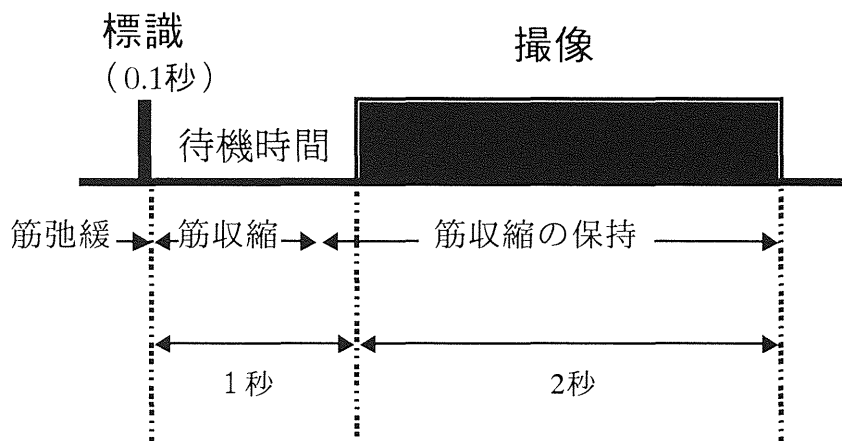 標識
（0.1秒）
撮像
待機時間
筋弛緩
筋収縮
筋収縮の保持
1秒
2秒